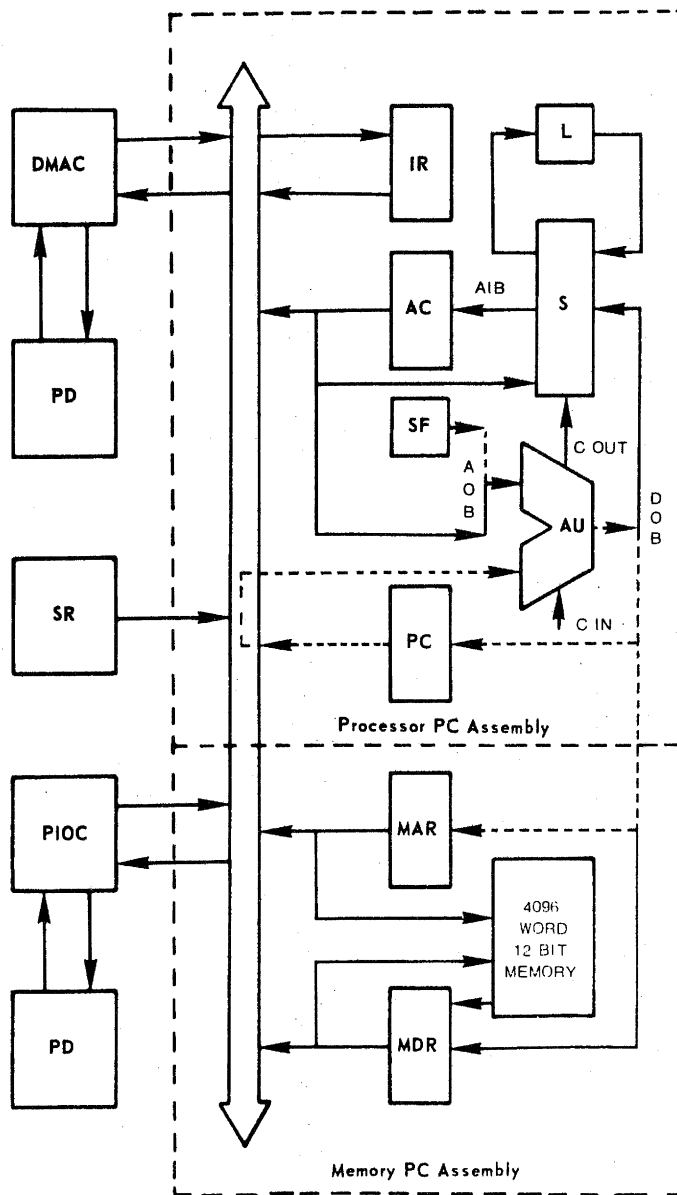 DMAC
IR
L
AIB
AC
S
PD
SF
C OUT
A
O
B
AU
D
O
B
SR
PC
C IN
Processor PC Assembly
PIOC
MAR
4096
WORD
12 BIT
MEMORY
PD
MDR
Memory PC Assembly